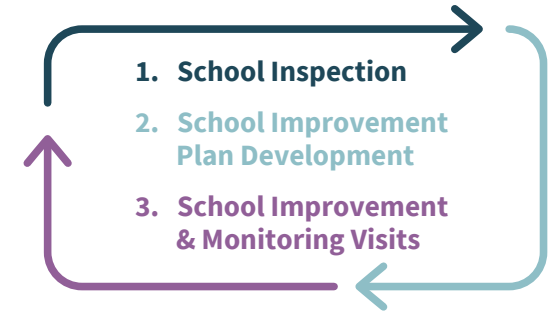 1. School Inspection
2. School Improvement
Plan Development
3. School Improvement
& Monitoring Visits